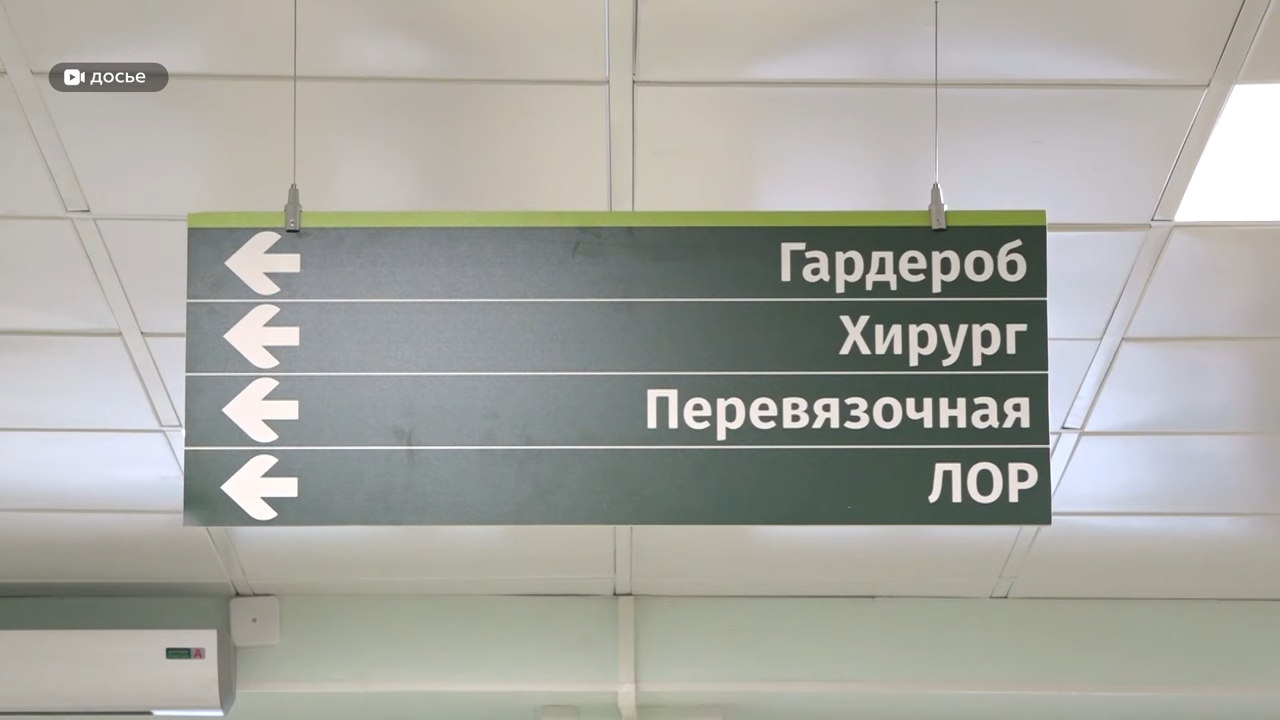 досье
Гардероб
Хирург
Перевязочная
ЛОР
A